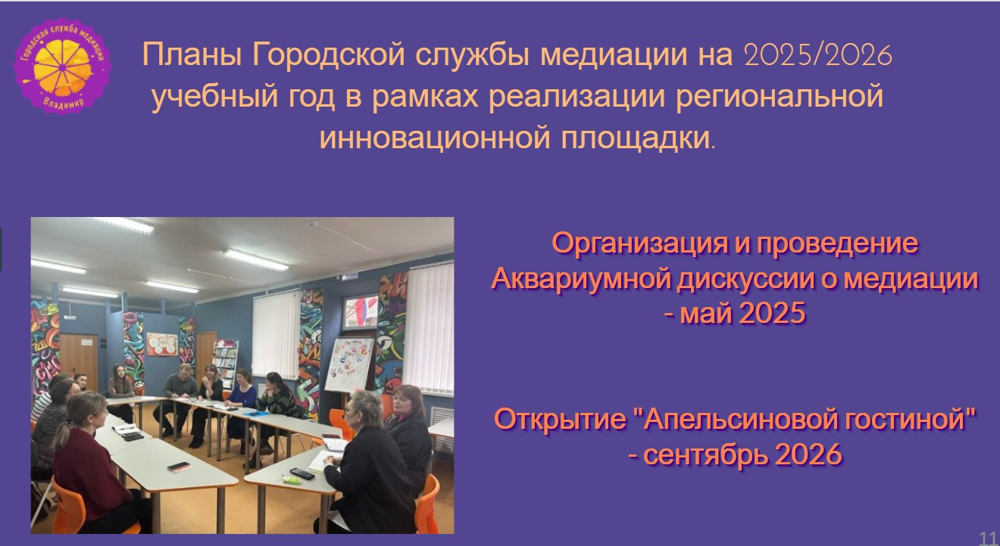 Городская служба медиации
Владимир
Планы Городской службы медиации на 2025/2026
учебный год в рамках реализации региональной
инновационной площадки.
Организация и проведение
Аквариумной дискуссии о медиации
- май 2025
Открытие "Апельсиновой гостиной"
- сентябрь 2026
11